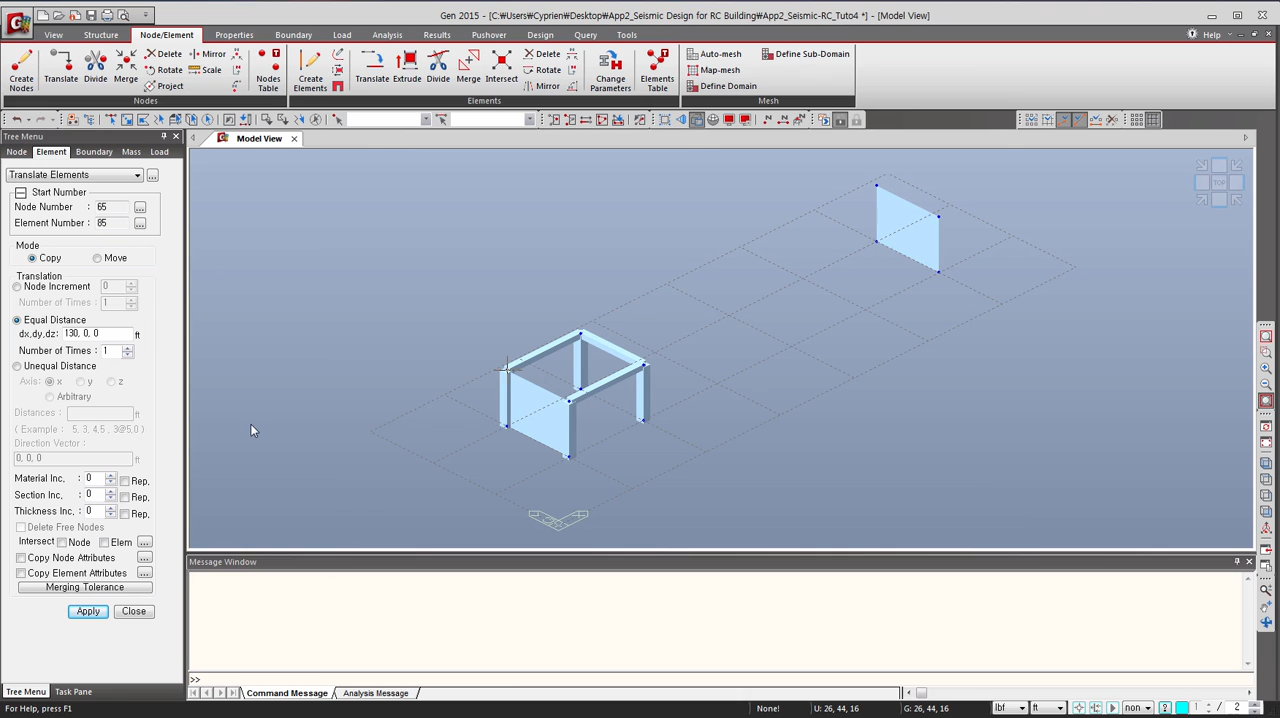 Gen 2015 - [C:₩Users₩Cyprien₩Desktop₩App2_Seismic Design for RC Building₩App2_Seismic-RC_Tuto4 *] - [Model View]
View Structure Node/Element Properties Boundary Load Analysis Results Pushover Design Query Tools Help
Create Nodes
Translate
Divide
Merge
Delete
Rotate
Project
Mirror
Scale
Nodes Table
Create Elements
Translate
Extrude
Divide
Merge
Intersect
Delete
Rotate
Mirror
Change Parameters
Elements Table
Auto-mesh
Map-mesh
Define Domain
Define Sub-Domain
Nodes Elements Mesh
Tree Menu
Model View
Node Element Boundary Mass Load
Translate Elements
Start Number
Node Number : 65
Element Number : 85
Mode
Copy Move
Translation
Node Increment 0
Number of Times : 1
Equal Distance
dx,dy,dz: 130, 0, 0 ft
Number of Times : 1
Unequal Distance
Axis: x y z
Arbitrary
Distances : ft
( Example : 5, 3, 4.5 , 3@5.0 )
Direction Vector :
0, 0, 0 ft
Material Inc. : 0 Rep.
Section Inc. : 0 Rep.
Thickness Inc. : 0 Rep.
Delete Free Nodes
Intersect Node Elem
Copy Node Attributes
Copy Element Attributes
Merging Tolerance
Apply Close
TOP
Message Window
>>
Tree Menu Task Pane
Command Message Analysis Message
For Help, press F1
None! U: 26, 44, 16 G: 26, 44, 16 lbf ft non 1 / 2